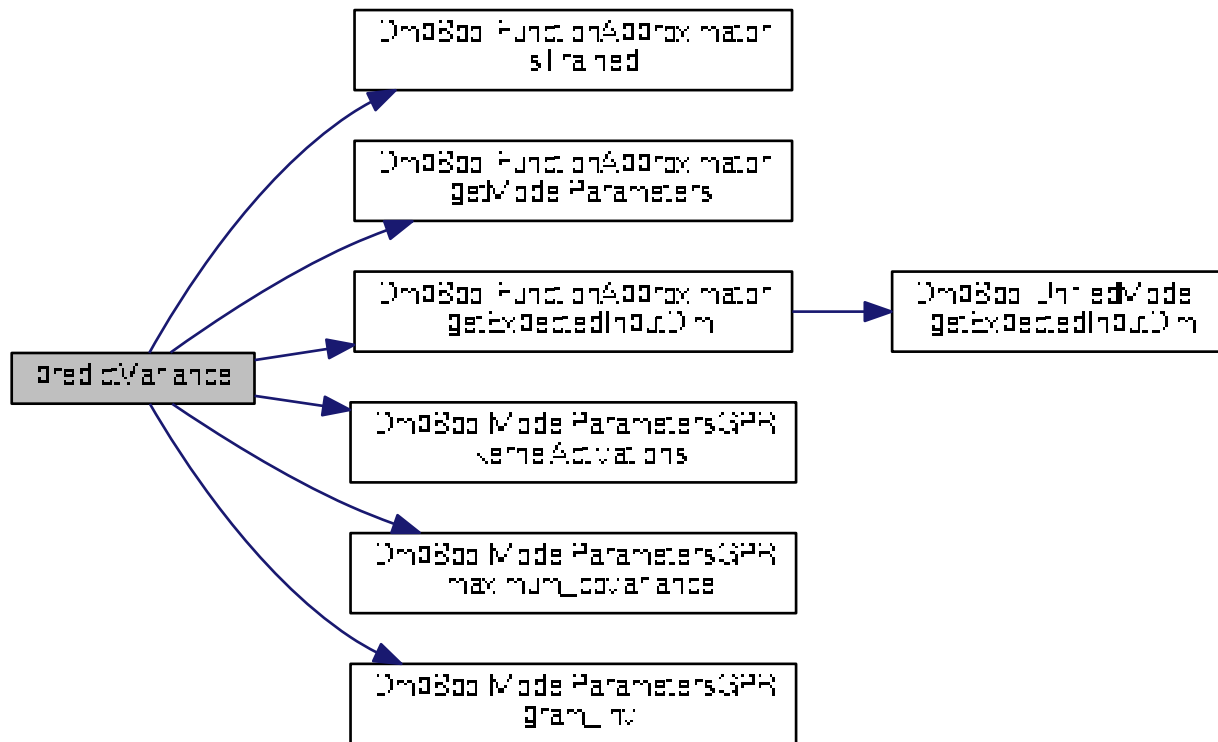 DmpBbo::FunctionApproximator
::isTrained
DmpBbo::FunctionApproximator
::getModelParameters
DmpBbo::FunctionApproximator
::getExpectedInputDim
DmpBbo::UnifiedModel
::getExpectedInputDim
predictVariance
DmpBbo::ModelParametersGPR
::kernelActivations
DmpBbo::ModelParametersGPR
::maximum_covariance
DmpBbo::ModelParametersGPR
::gram_inv